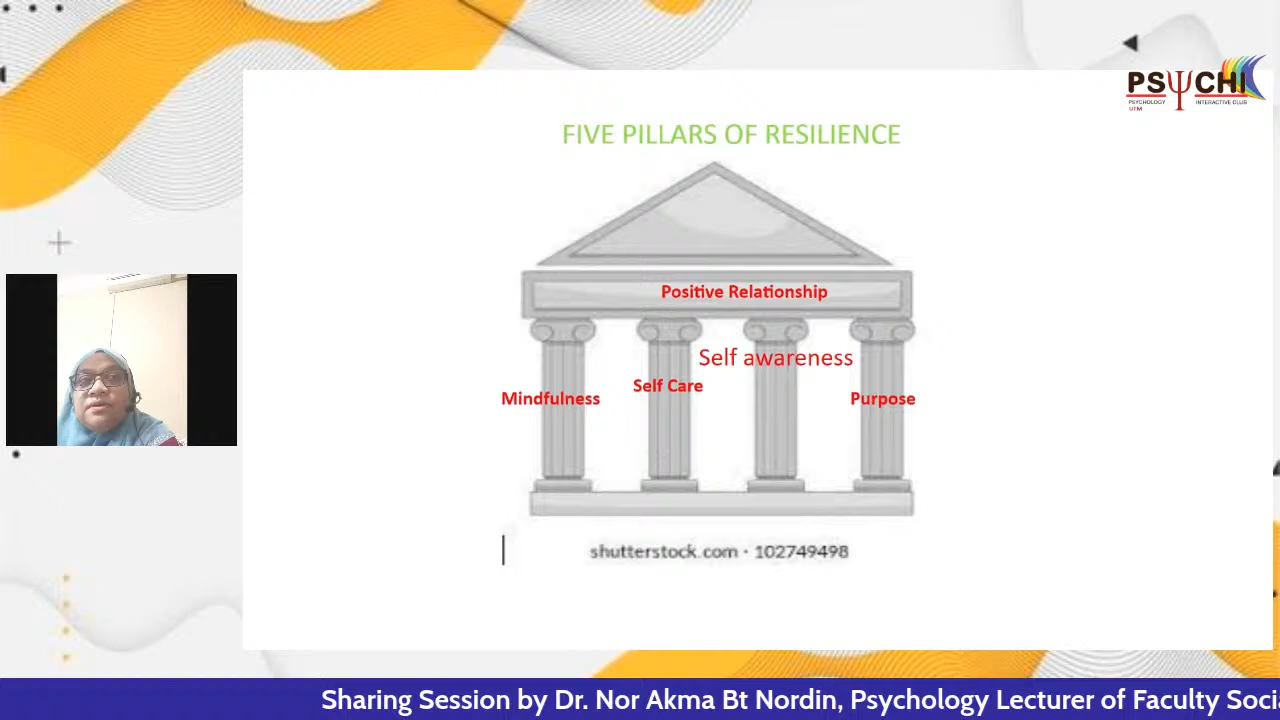 PSYCHI
PSYCHOLOGY INTERACTIVE CLUB
UTM
FIVE PILLARS OF RESILIENCE
Positive Relationship
Self awareness
Self Care
Mindfulness
Purpose
shutterstock.com · 102749498
Sharing Session by Dr. Nor Akma Bt Nordin, Psychology Lecturer of Faculty Soci